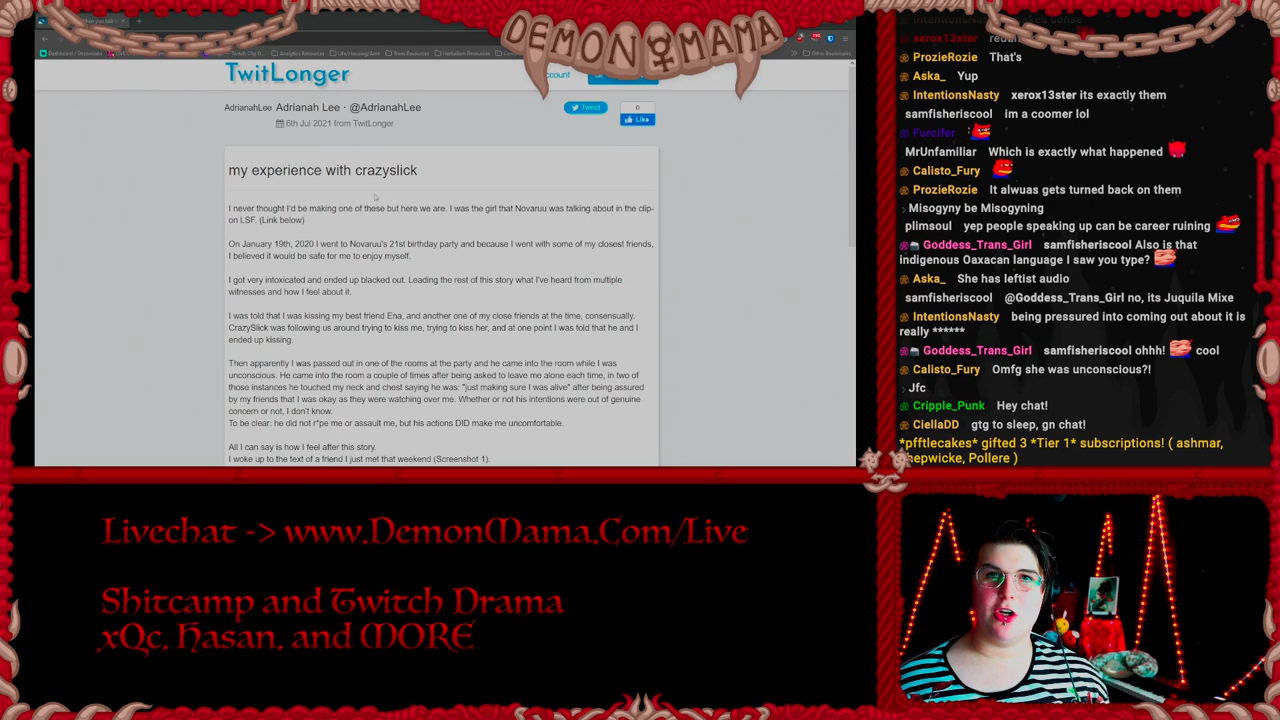 DEMON MAMA
TwitLonger
AdrianahLee Adrianah Lee · @AdrianahLee
6th Jul 2021 from TwitLonger
Tweet
0
Like
my experience with crazyslick
I never thought I'd be making one of these but here we are. I was the girl that Novaruu was talking about in the clip-
on LSF. (Link below)
On January 19th, 2020 I went to Novaruu's 21st birthday party and because I went with some of my closest friends,
I believed it would be safe for me to enjoy myself.
I got very intoxicated and ended up blacked out. Leading the rest of this story what I've heard from multiple
witnesses and how I feel about it.
I was told that I was kissing my best friend Ena, and another one of my close friends at the time, consensually.
CrazySlick was following us around trying to kiss me, trying to kiss her, and at one point I was told that he and I
ended up kissing.
Then apparently I was passed out in one of the rooms at the party and he came into the room while I was
unconscious. He came into the room a couple of times after being asked to leave me alone each time, in two of
those instances he touched my neck and chest saying he was: "just making sure I was alive" after being assured
by my friends that I was okay as they were watching over me. Whether or not his intentions were out of genuine
concern or not, I don't know.
To be clear: he did not r*pe me or assault me, but his actions DID make me uncomfortable.
All I can say is how I feel after this story.
I woke up to the text of a friend I just met that weekend (Screenshot 1).
xerox13ster
ProzieRozie That's
Aska_ Yup
IntentionsNasty xerox13ster its exactly them
samfisheriscool im a coomer lol
Furcifer :
MrUnfamiliar Which is exactly what happened
Calisto_Fury
ProzieRozie It alwuas gets turned back on them
> Misogyny be Misogyning
plimsoul yep people speaking up can be career ruining
Goddess_Trans_Girl samfisheriscool Also is that
indigenous Oaxacan language I saw you type?
Aska_ She has leftist audio
samfisheriscool @Goddess_Trans_Girl no, its Juquila Mixe
IntentionsNasty being pressured into coming out about it is
really ******
Goddess_Trans_Girl samfisheriscool ohhh! cool
Calisto_Fury Omfg she was unconscious?!
> Jfc
Cripple_Punk Hey chat!
CiellaDD gtg to sleep, gn chat!
*pfftlecakes* gifted 3 *Tier 1* subscriptions! ( ashmar,
hepwicke, Pollere )
Livechat -> www.DemonMama.Com/Live
Shitcamp and Twitch Drama
xQc, Hasan, and MORE